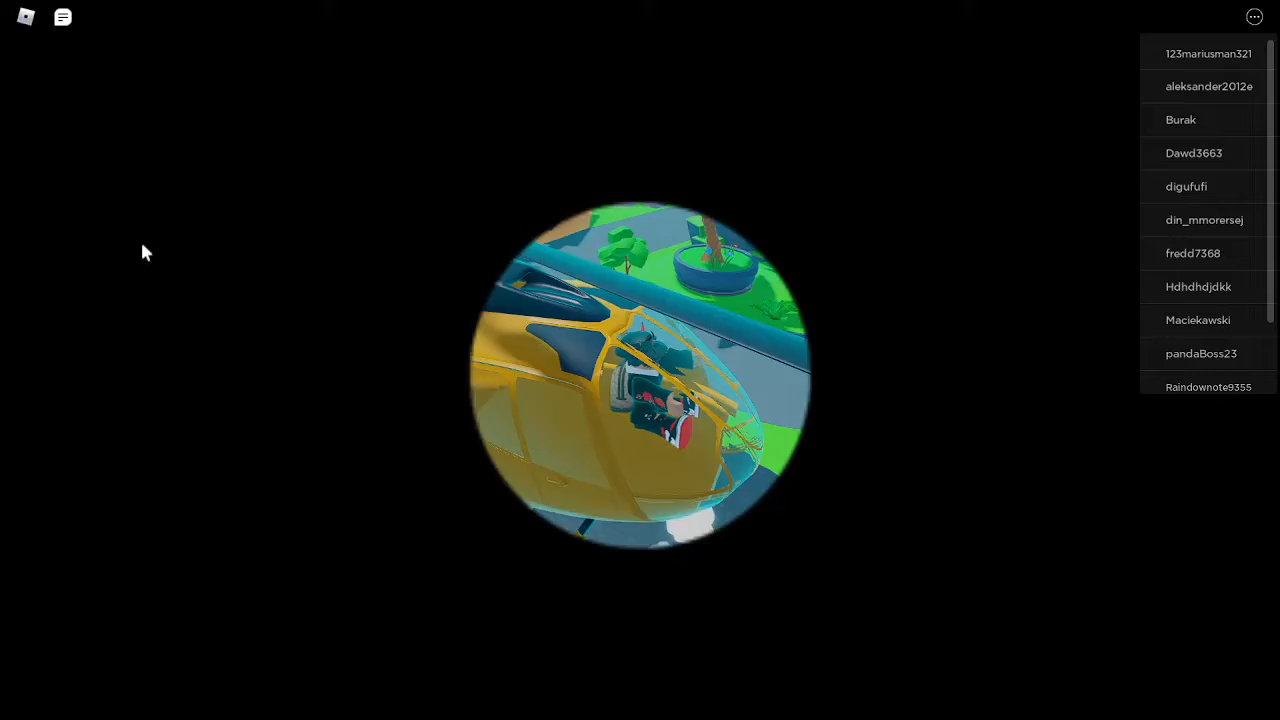 123mariusman321
aleksander2012e
Burak
Dawd3663
digufufi
din_mmorersej
fredd7368
Hdhdhdjdkk
Maciekawski
pandaBoss23
Raindownote9355